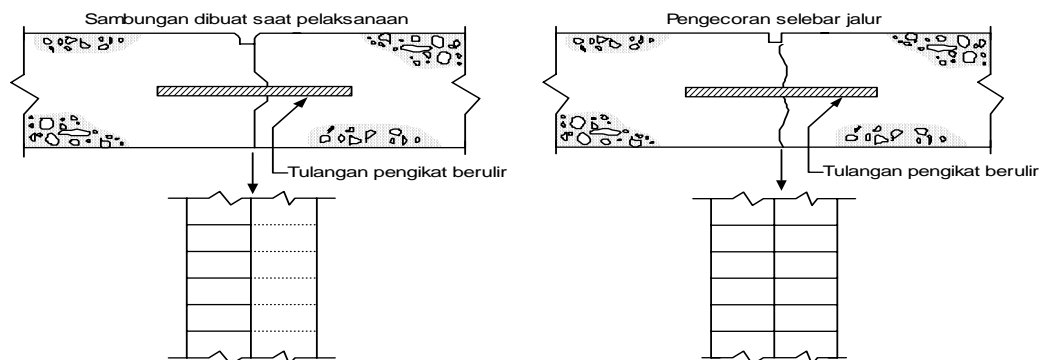 Sambungan dibuat saat pelaksanaan
Pengecoran selebar jalur
Tulangan pengikat berulir
Tulangan pengikat berulir